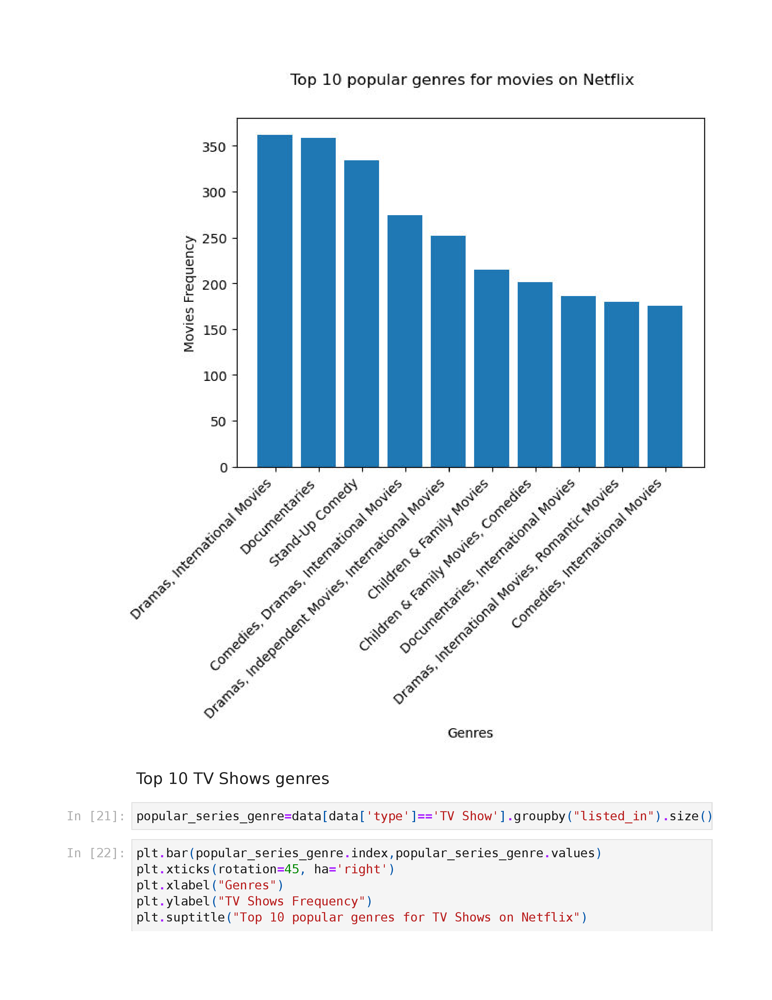 Top 10 popular genres for movies on Netflix
350
300
250
200
150
100
50
0
Movies Frequency
Dramas, International Movies
Documentaries
Stand-Up Comedy
Comedies, Dramas, International Movies
Dramas, Independent Movies, International Movies
Children & Family Movies
Children & Family Movies, Comedies
Documentaries, International Movies
Dramas, International Movies, Romantic Movies
Comedies, International Movies
Genres
Top 10 TV Shows genres
In [21]: popular_series_genre=data[data['type']=='TV Show'].groupby("listed_in").size()
In [22]: plt.bar(popular_series_genre.index,popular_series_genre.values)
plt.xticks(rotation=45, ha='right')
plt.xlabel("Genres")
plt.ylabel("TV Shows Frequency")
plt.suptitle("Top 10 popular genres for TV Shows on Netflix")